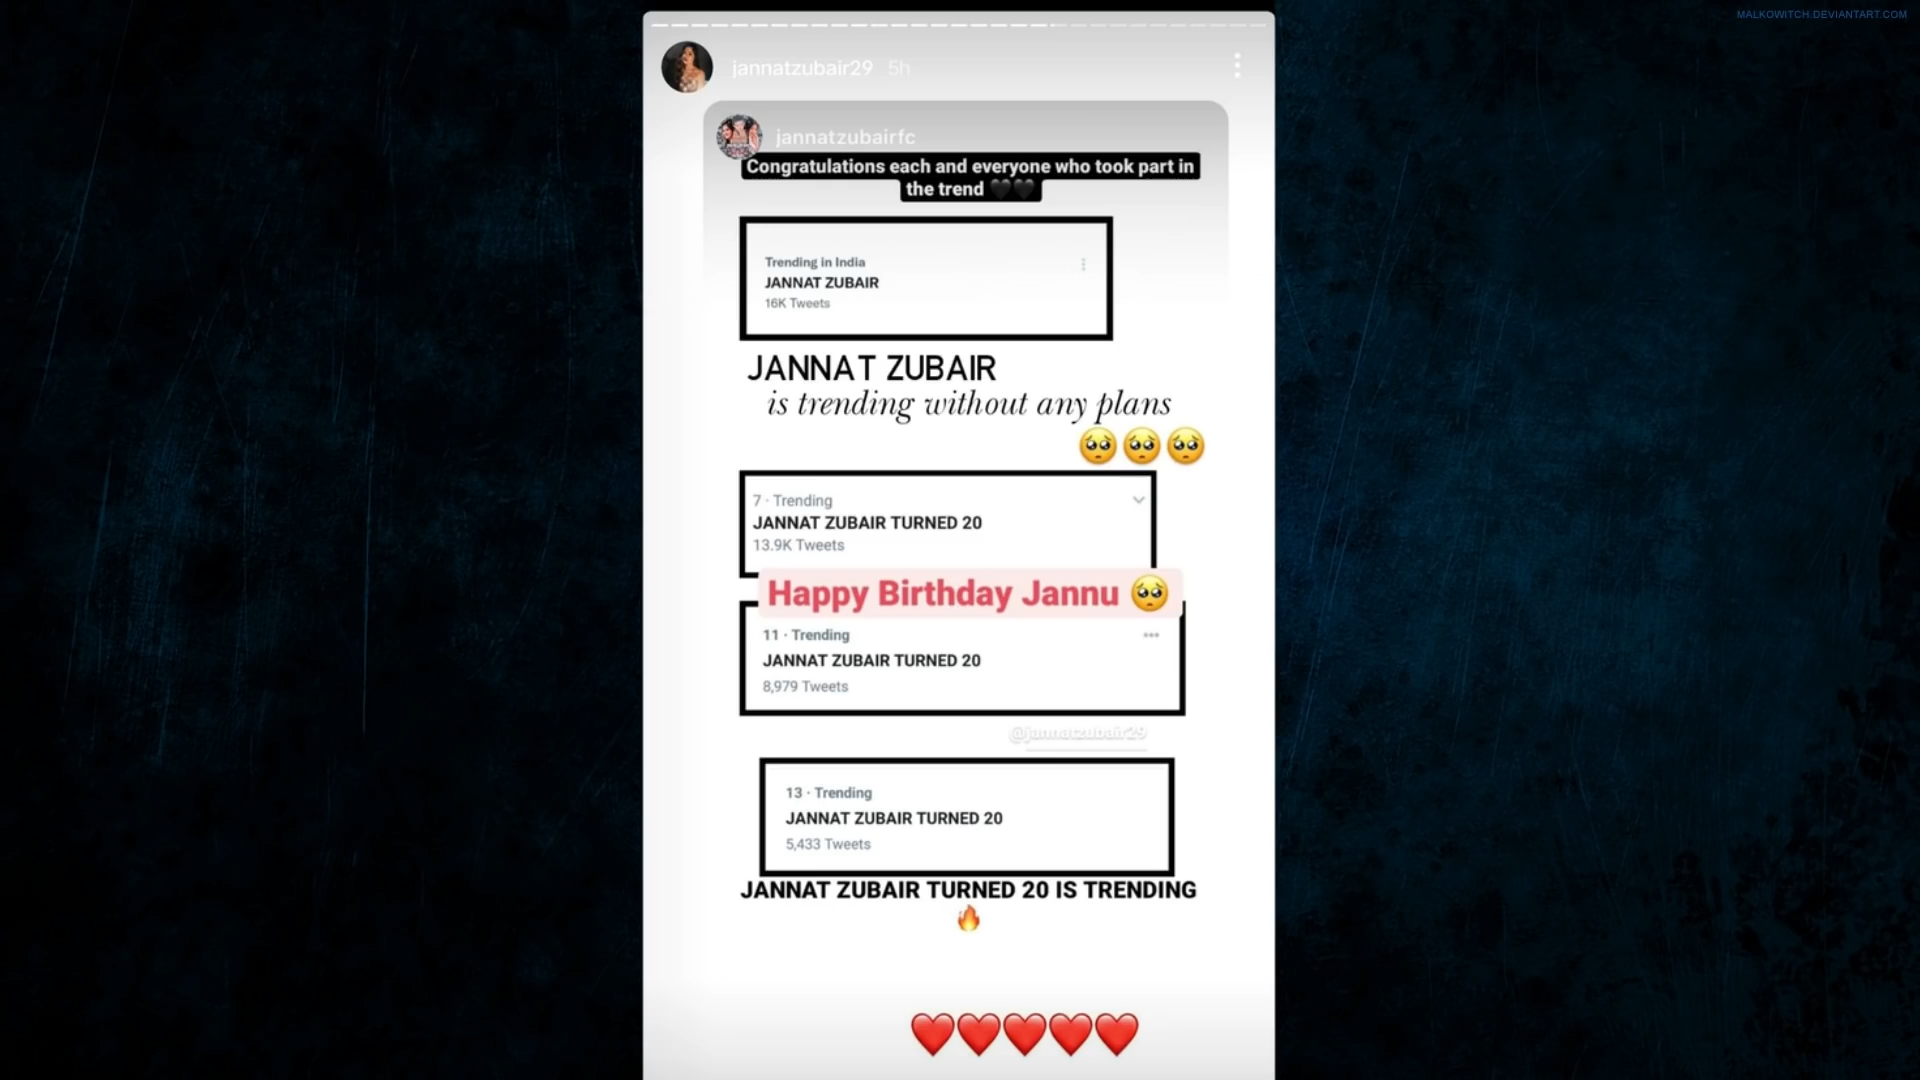 MALKOWITCH.DEVIANTART.COM
jannatzubair29 5h
jannatzubairfc
Congratulations each and everyone who took part in
the trend 🖤🖤
Trending in India
JANNAT ZUBAIR
16K Tweets
JANNAT ZUBAIR
is trending without any plans
🥺🥺🥺
7 · Trending
JANNAT ZUBAIR TURNED 20
13.9K Tweets
Happy Birthday Jannu 🥺
11 · Trending
JANNAT ZUBAIR TURNED 20
8,979 Tweets
@jannatzubair29
13 · Trending
JANNAT ZUBAIR TURNED 20
5,433 Tweets
JANNAT ZUBAIR TURNED 20 IS TRENDING
🔥
❤️❤️❤️❤️❤️